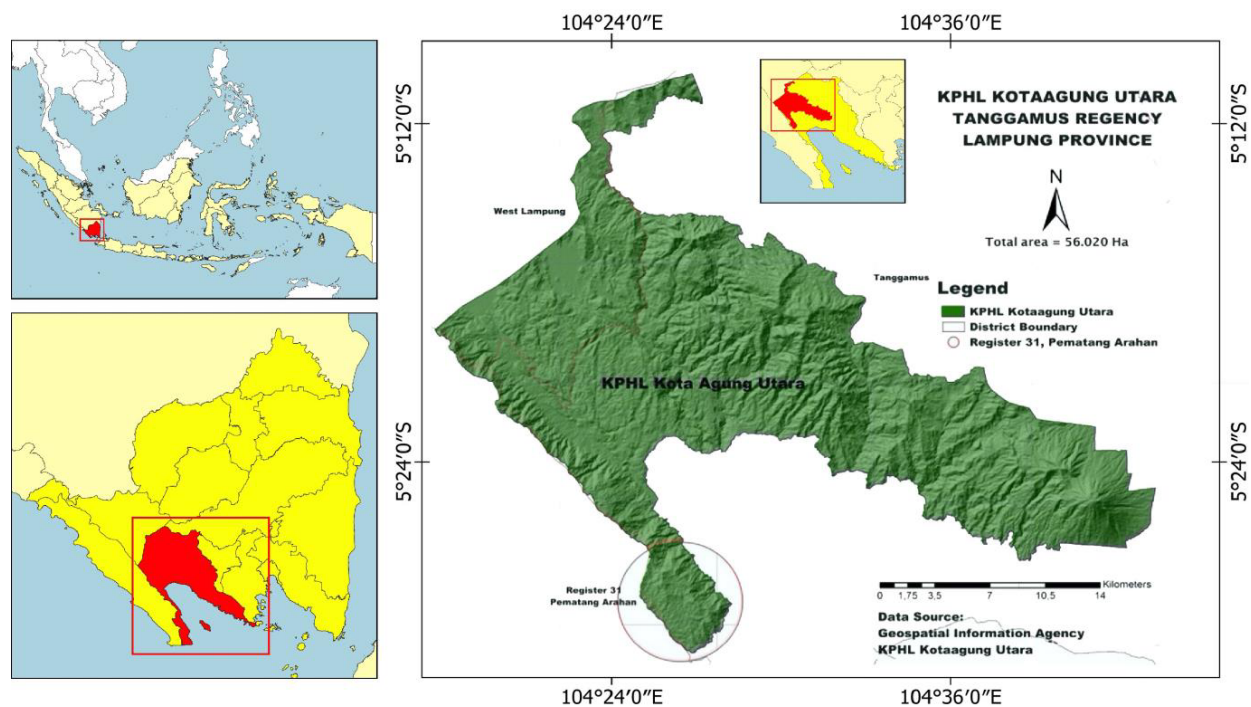 104°24′0″E
104°36′0″E
5°12′0″S
5°24′0″S
KPHL KOTAAGUNG UTARA
TANGGAMUS REGENCY
LAMPUNG PROVINCE
N
Total area = 56.020 Ha
West Lampung
Tanggamus
Legend
KPHL Kotaagung Utara
District Boundary
Register 31, Pematang Arahan
KPHL Kota Agung Utara
5°12′0″S
5°24′0″S
Register 31
Pematang Arahan
Kilometers
0 1,75 3,5 7 10,5 14
Data Source:
Geospatial Information Agency
KPHL Kotaagung Utara
104°24′0″E
104°36′0″E